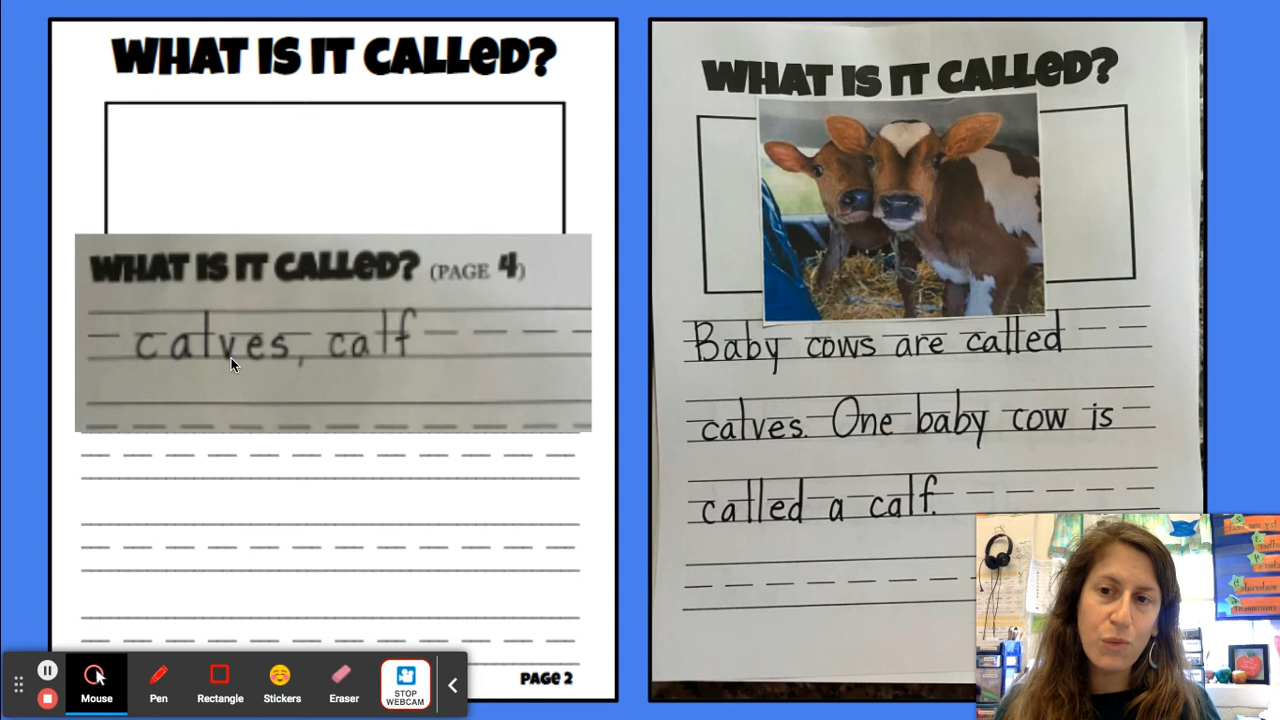 WHAT IS IT CALLED?
WHAT IS IT CALLED? (PAGE 4)
calves, calf
PAGE 2
WHAT IS IT CALLED?
Baby cows are called
calves. One baby cow is
called a calf.
Mouse
Pen
Rectangle
Stickers
Eraser
STOP
WEBCAM